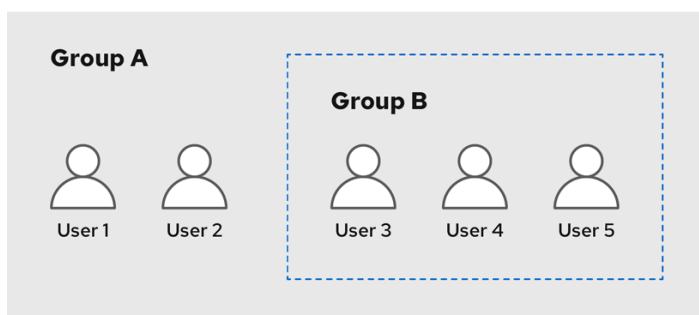 Group A
Group B
User 1
User 2
User 3
User 4
User 5